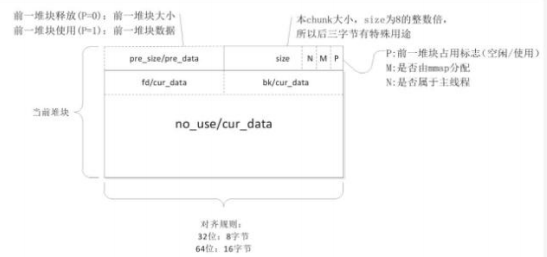 前一堆块释放(P=0)：前一堆块大小
前一堆块使用(P=1)：前一堆块数据
本chunk大小，size为8的整数倍，
所以后三字节有特殊用途
pre_size/pre_data
size
N
M
P
P:前一堆块占用标志（空闲/使用）
M:是否由mmap分配
N:是否属于主线程
fd/cur_data
bk/cur_data
当前堆块
no_use/cur_data
对齐规则：
32位：8字节
64位：16字节